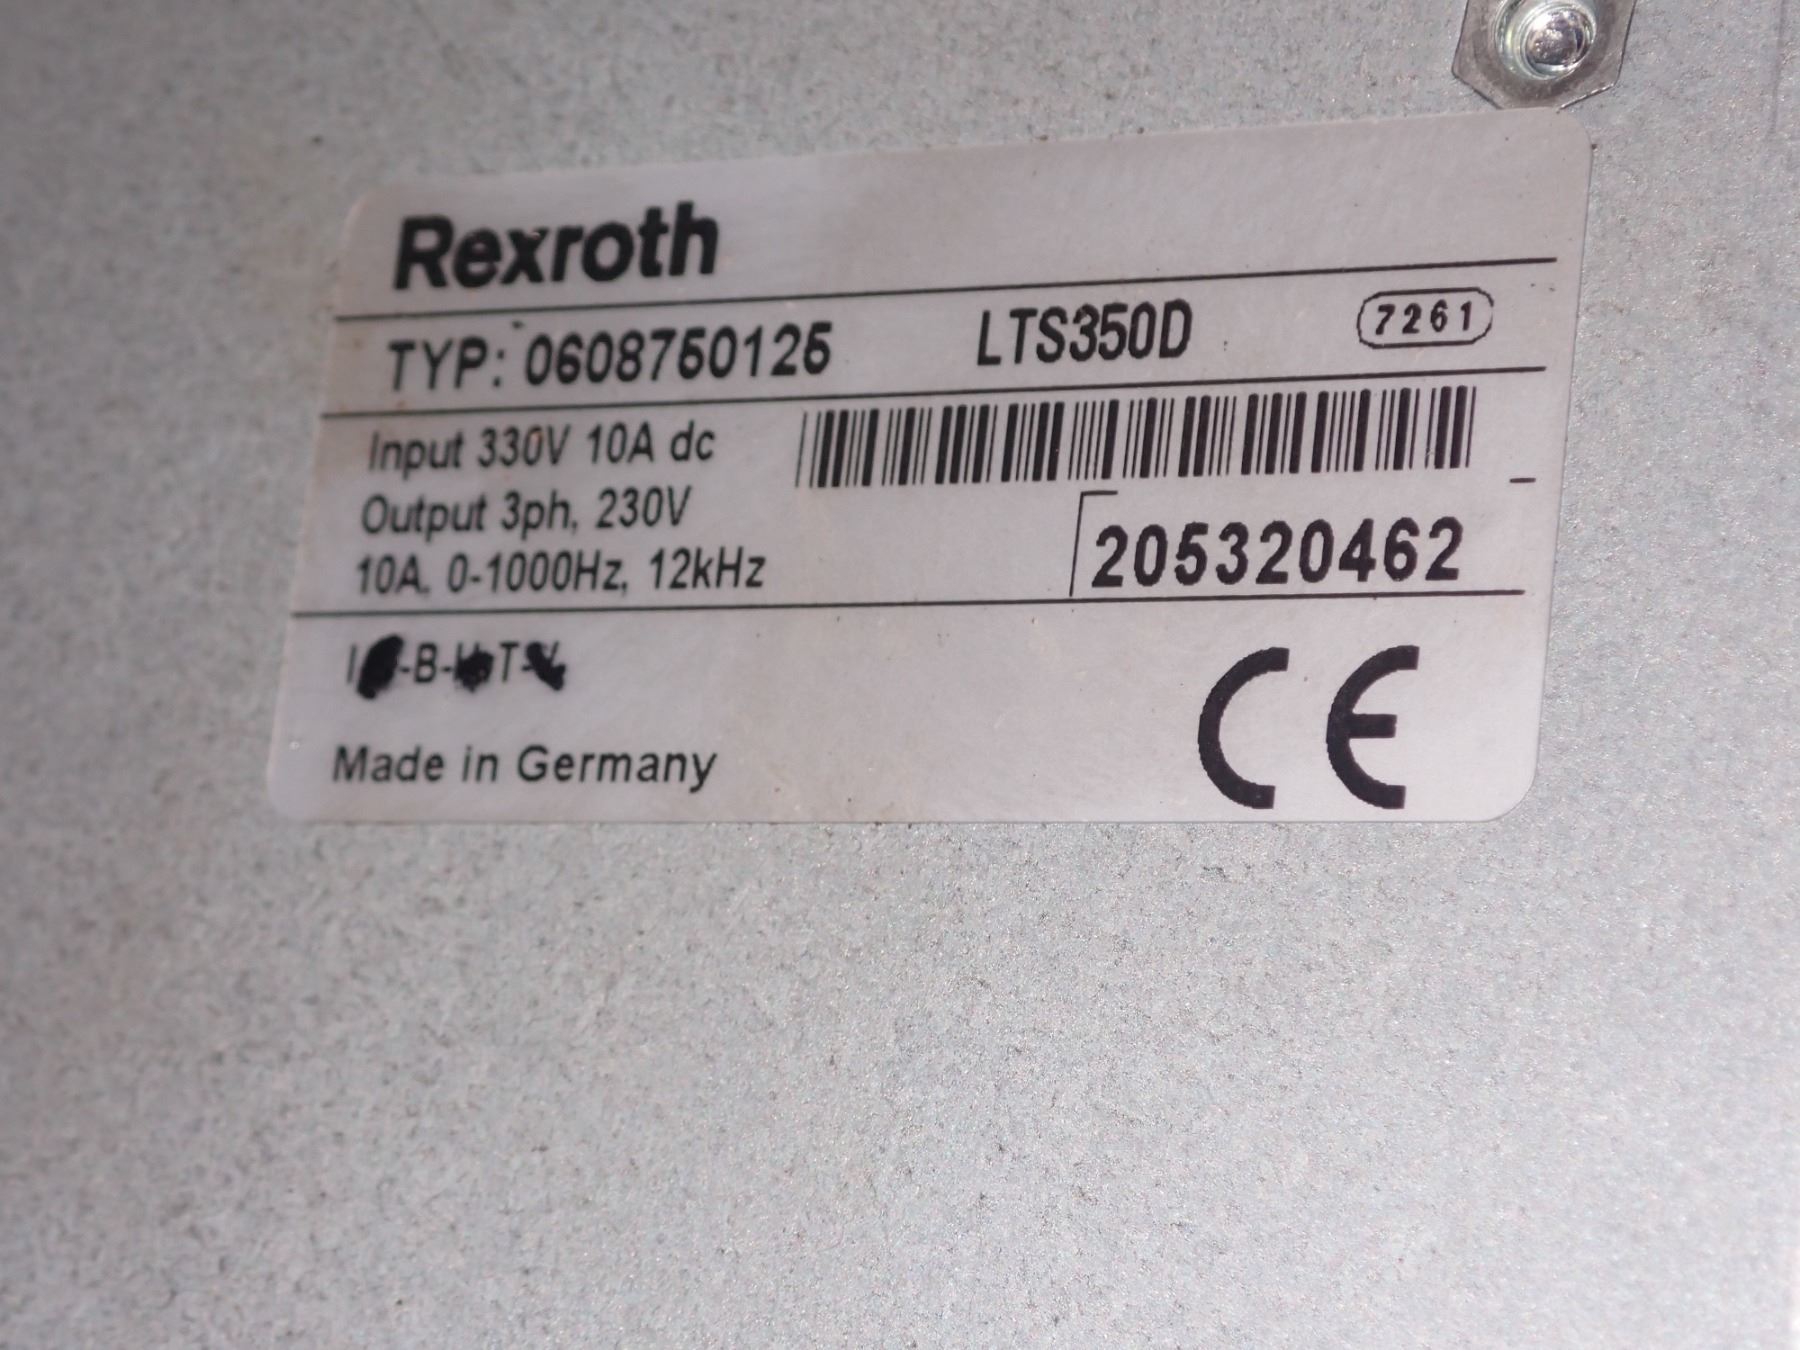 Rexroth
TYP: 0608750125 LTS350D 7261
Input 330V 10A dc
Output 3ph, 230V
10A. 0-1000Hz, 12kHz 205320462
-B- T-
Made in Germany CE